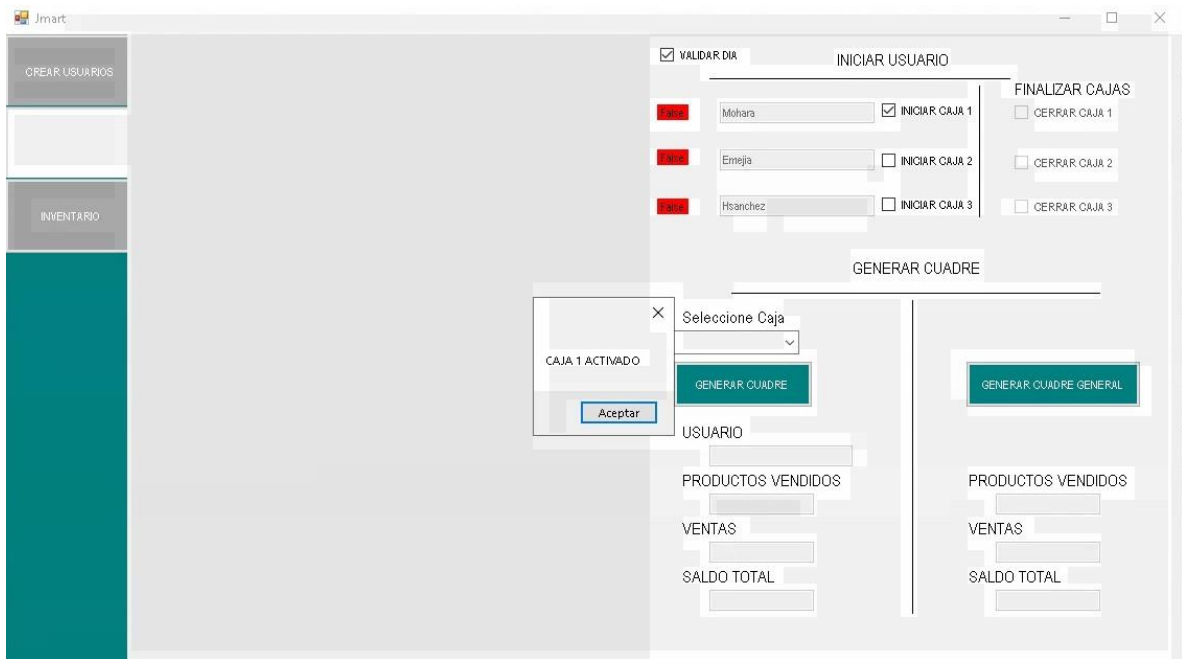 Jmart
CREAR USUARIOS
INVENTARIO
VALIDAR DIA
INICIAR USUARIO
FINALIZAR CAJAS
False Mohara INICIAR CAJA 1 CERRAR CAJA 1
False Emejia INICIAR CAJA 2 CERRAR CAJA 2
False Hsanchez INICIAR CAJA 3 CERRAR CAJA 3
GENERAR CUADRE
Seleccione Caja
CAJA 1 ACTIVADO
Aceptar
GENERAR CUADRE GENERAR CUADRE GENERAL
USUARIO
PRODUCTOS VENDIDOS PRODUCTOS VENDIDOS
VENTAS VENTAS
SALDO TOTAL SALDO TOTAL